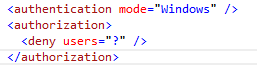 <authentication mode="Windows" />
<authorization>
  <deny users="?" />
</authorization>